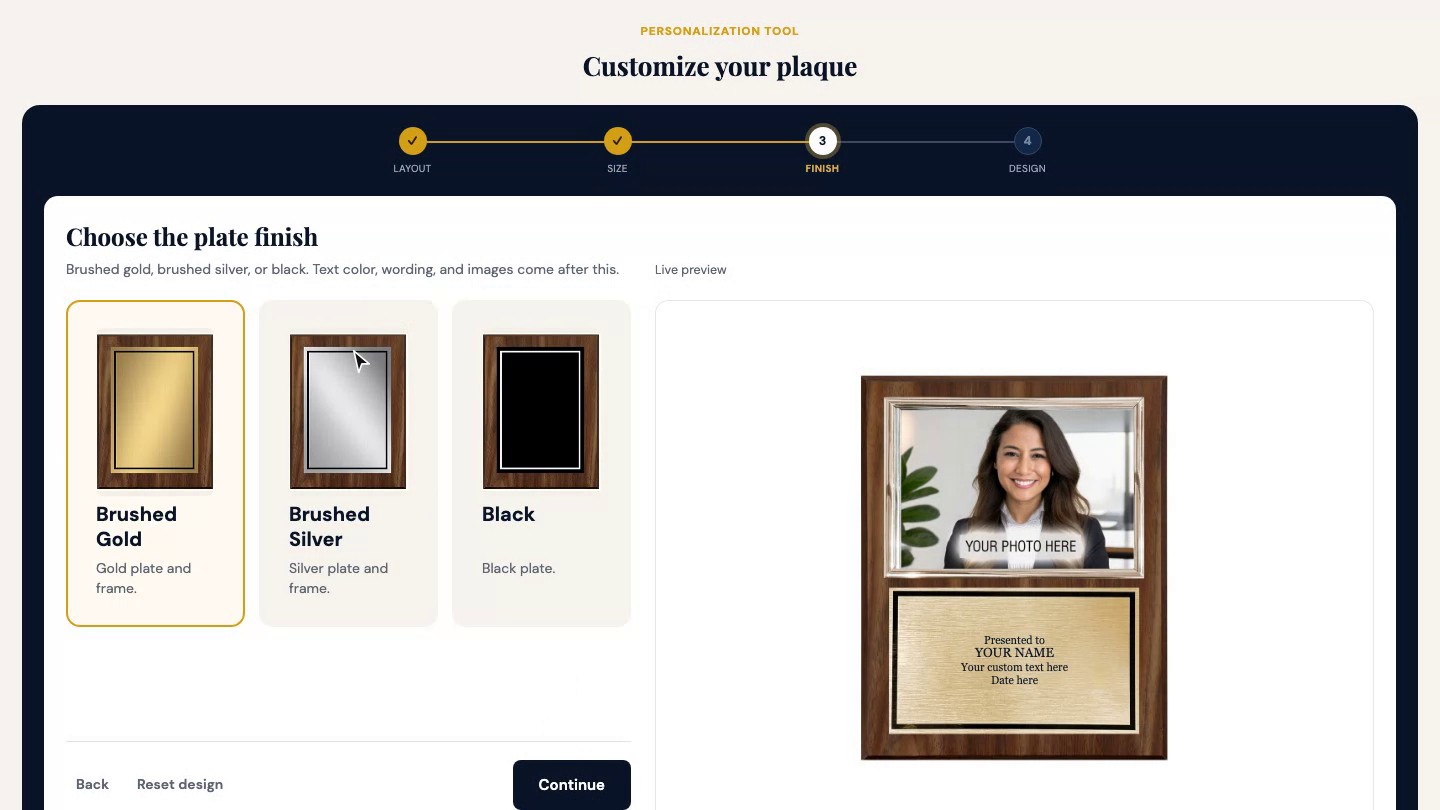 PERSONALIZATION TOOL
Customize your plaque
3
4
LAYOUT
SIZE
FINISH
DESIGN
Choose the plate finish
Brushed gold, brushed silver, or black. Text color, wording, and images come after this.
Live preview
Brushed
Gold
Gold plate and
frame.
Brushed
Silver
Silver plate and
frame.
Black
Black plate.
YOUR PHOTO HERE
Presented to
YOUR NAME
Your custom text here
Date here
Back
Reset design
Continue